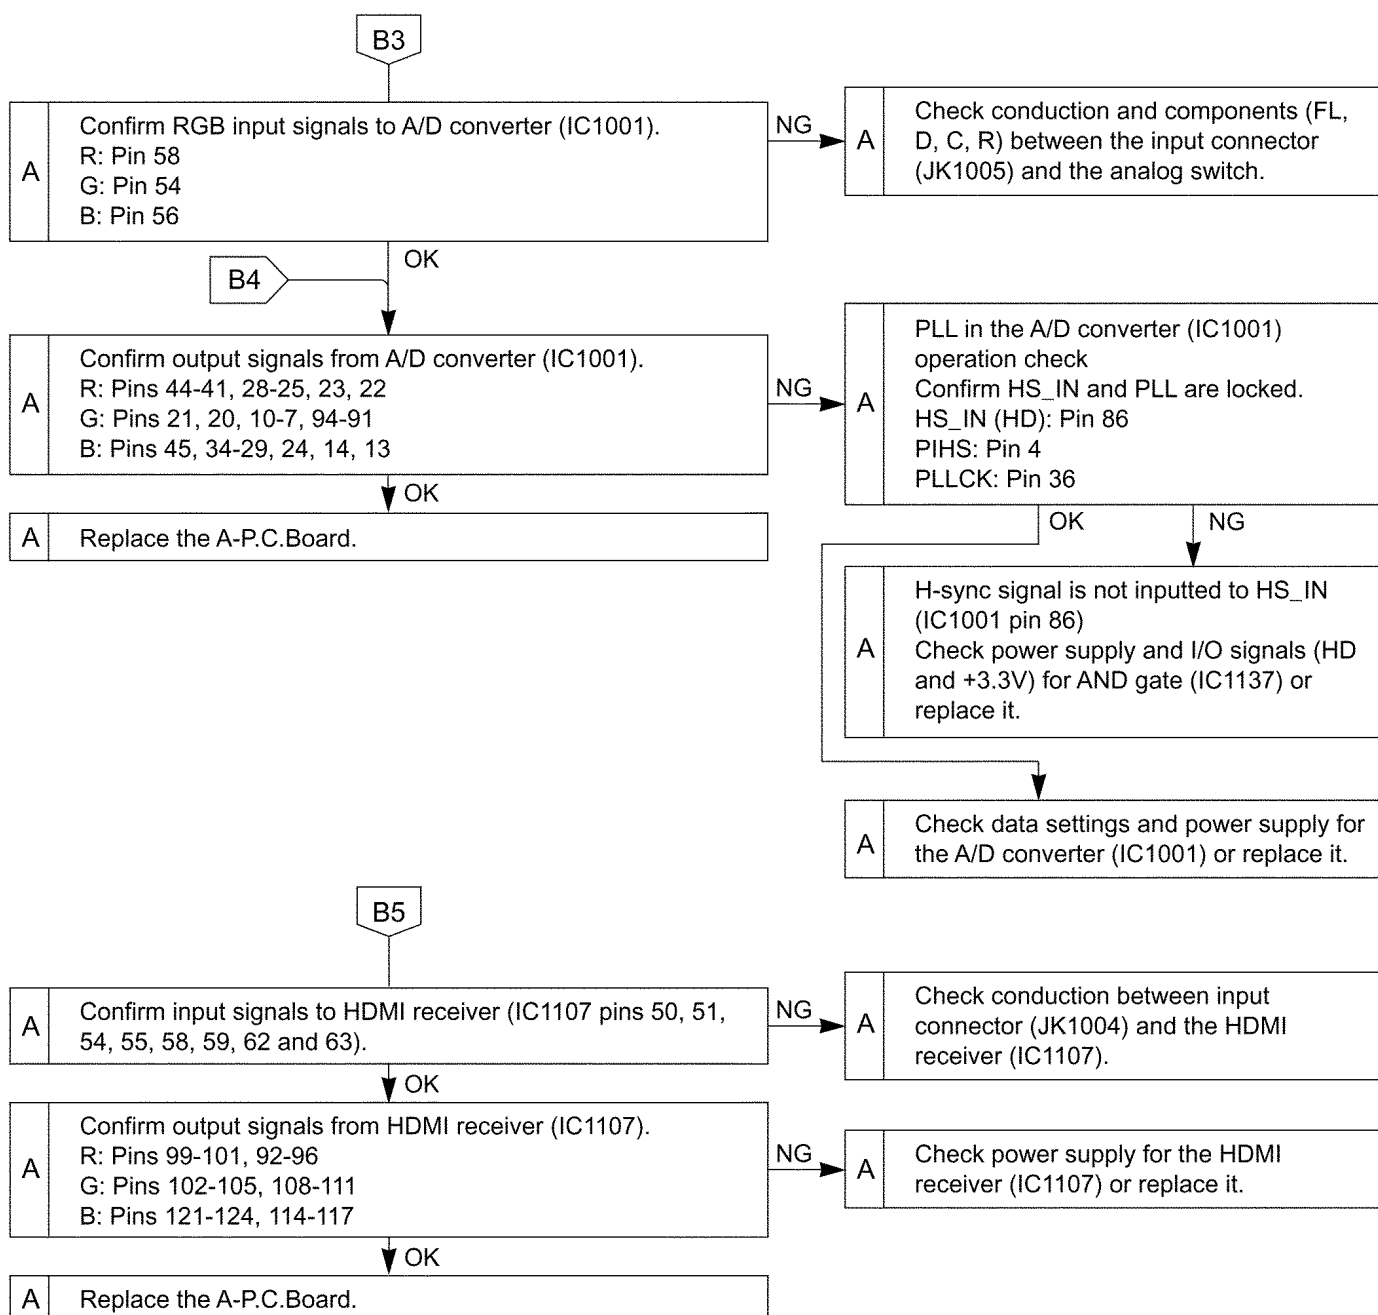 B3
A
Confirm RGB input signals to A/D converter (IC1001).
R: Pin 58
G: Pin 54
B: Pin 56
NG
A
Check conduction and components (FL,
D, C, R) between the input connector
(JK1005) and the analog switch.
OK
B4
A
Confirm output signals from A/D converter (IC1001).
R: Pins 44-41, 28-25, 23, 22
G: Pins 21, 20, 10-7, 94-91
B: Pins 45, 34-29, 24, 14, 13
NG
A
PLL in the A/D converter (IC1001)
operation check
Confirm HS_IN and PLL are locked.
HS_IN (HD): Pin 86
PIHS: Pin 4
PLLCK: Pin 36
OK
A
Replace the A-P.C.Board.
OK
NG
A
H-sync signal is not inputted to HS_IN
(IC1001 pin 86)
Check power supply and I/O signals (HD
and +3.3V) for AND gate (IC1137) or
replace it.
A
Check data settings and power supply for
the A/D converter (IC1001) or replace it.
B5
A
Confirm input signals to HDMI receiver (IC1107 pins 50, 51,
54, 55, 58, 59, 62 and 63).
NG
A
Check conduction between input
connector (JK1004) and the HDMI
receiver (IC1107).
OK
A
Confirm output signals from HDMI receiver (IC1107).
R: Pins 99-101, 92-96
G: Pins 102-105, 108-111
B: Pins 121-124, 114-117
NG
A
Check power supply for the HDMI
receiver (IC1107) or replace it.
OK
A
Replace the A-P.C.Board.